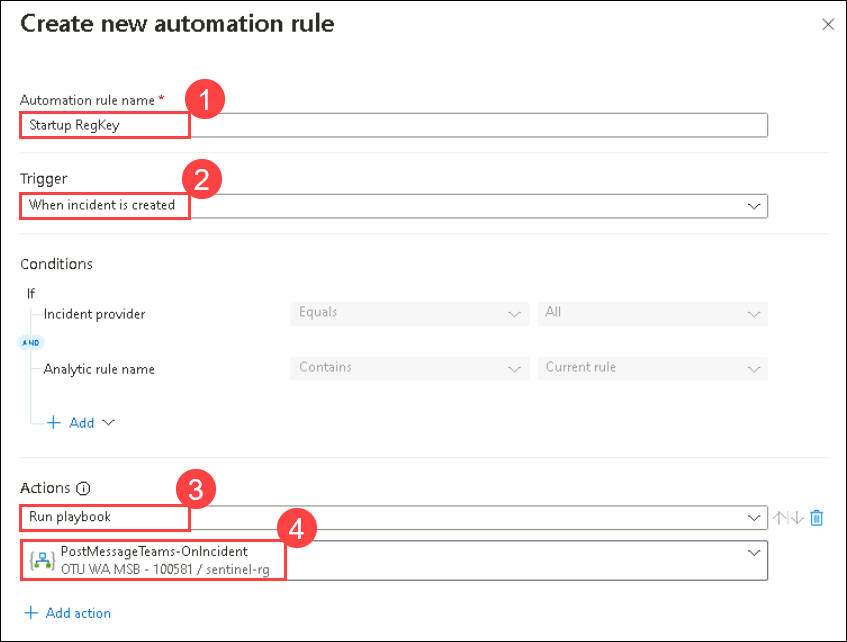 Create new automation rule
Automation rule name *
1
Startup RegKey
Trigger
2
When incident is created
Conditions
If
Incident provider Equals All
AND
Analytic rule name Contains Current rule
+ Add
Actions
3
Run playbook
4
PostMessageTeams-OnIncident
OTU WA MSB - 100581 / sentinel-rg
+ Add action